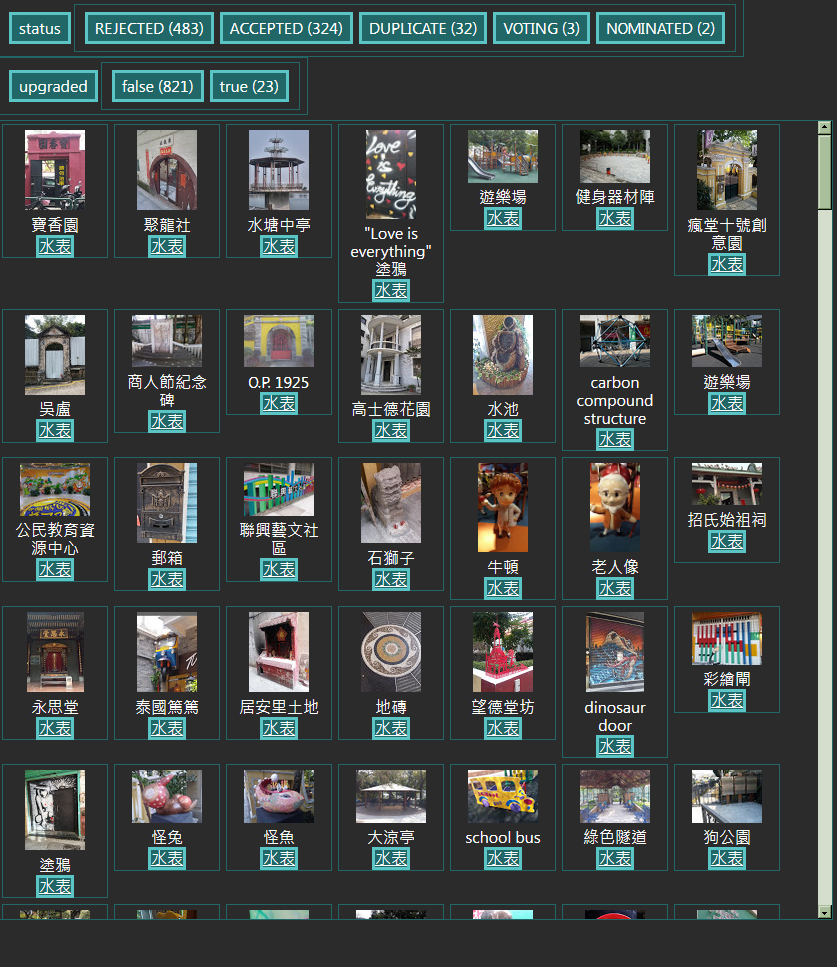 status
REJECTED (483)
ACCEPTED (324)
DUPLICATE (32)
VOTING (3)
NOMINATED (2)
upgraded
false (821)
true (23)
寶香園
水表
聚龍社
水表
水塘中亭
水表
"Love is
everything"
塗鴉
水表
遊樂場
水表
健身器材陣
水表
瘋堂十號創
意園
水表
吳盧
水表
商人節紀念
碑
水表
O.P. 1925
水表
高士德花園
水表
水池
水表
carbon
compound
structure
水表
遊樂場
水表
公民教育資
源中心
水表
郵箱
水表
聯興藝文社
區
水表
石獅子
水表
牛頓
水表
老人像
水表
招氏始祖祠
水表
永思堂
水表
泰國篤篤
水表
居安里土地
水表
地磚
水表
望德堂坊
水表
dinosaur
door
水表
彩繪閘
水表
塗鴉
水表
怪兔
水表
怪魚
水表
大涼亭
水表
school bus
水表
綠色隧道
水表
狗公園
水表